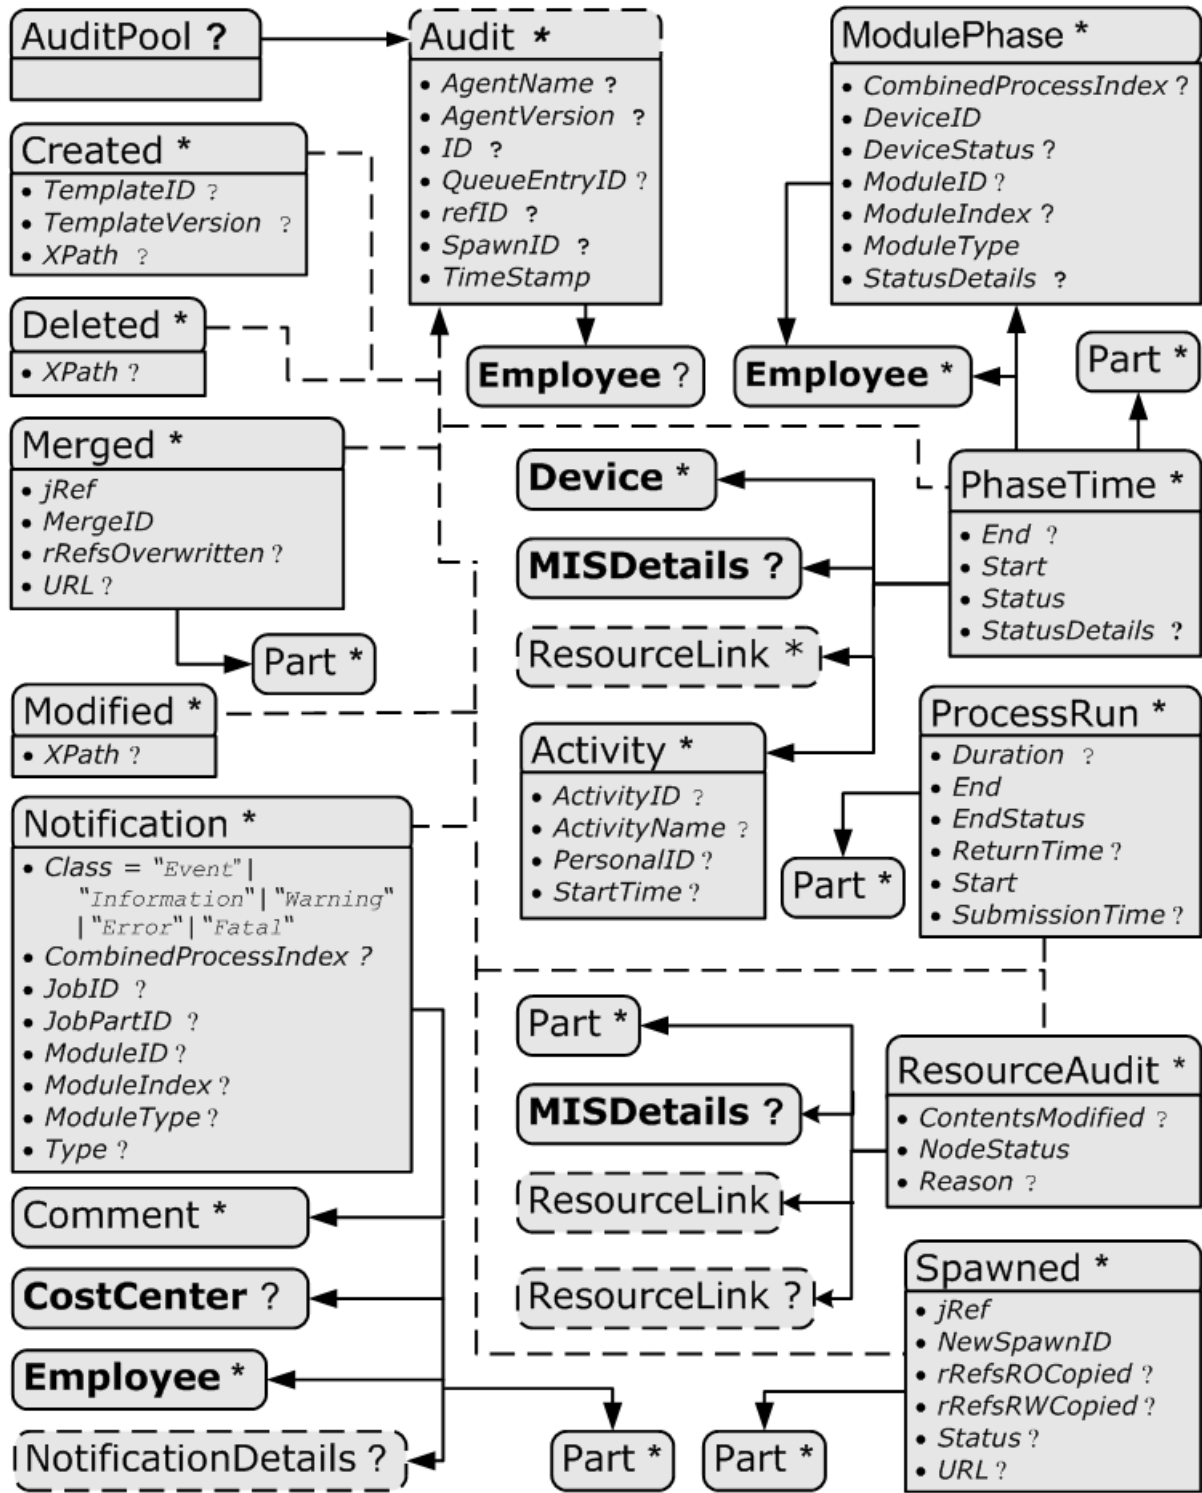 AuditPool ?
Audit *
• AgentName ?
• AgentVersion ?
• ID ?
• QueueEntryID ?
• refID ?
• SpawnID ?
• TimeStamp
ModulePhase *
• CombinedProcessIndex ?
• DeviceID
• DeviceStatus ?
• ModuleID ?
• ModuleIndex ?
• ModuleType
• StatusDetails ?
Created *
• TemplateID ?
• TemplateVersion ?
• XPath ?
Deleted *
• XPath ?
Employee ?
Employee *
Part *
Merged *
• jRef
• MergeID
• rRefsOverwritten ?
• URL ?
Part *
Device *
MISDetails ?
ResourceLink *
PhaseTime *
• End ?
• Start
• Status
• StatusDetails ?
Modified *
• XPath ?
Activity *
• ActivityID ?
• ActivityName ?
• PersonalID ?
• StartTime ?
ProcessRun *
• Duration ?
• End
• EndStatus
• ReturnTime ?
• Start
• SubmissionTime ?
Part *
Notification *
• Class = "Event"|
"Information"|"Warning"
|"Error"|"Fatal"
• CombinedProcessIndex ?
• JobID ?
• JobPartID ?
• ModuleID ?
• ModuleIndex ?
• ModuleType ?
• Type ?
Part *
MISDetails ?
ResourceLink
ResourceLink ?
ResourceAudit *
• ContentsModified ?
• NodeStatus
• Reason ?
Comment *
CostCenter ?
Employee *
NotificationDetails ?
Part *
Part *
Spawned *
• jRef
• NewSpawnID
• rRefsROCopied ?
• rRefsRWCopied ?
• Status ?
• URL ?